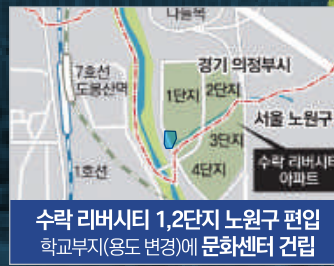 나들목
7호선
도봉산역
경기 의정부시
1단지
2단지
서울 노원구
3단지
4단지
수락 리버시티
아파트
1호선
수락 리버시티 1,2단지 노원구 편입
학교부지(용도 변경)에 문화센터 건립